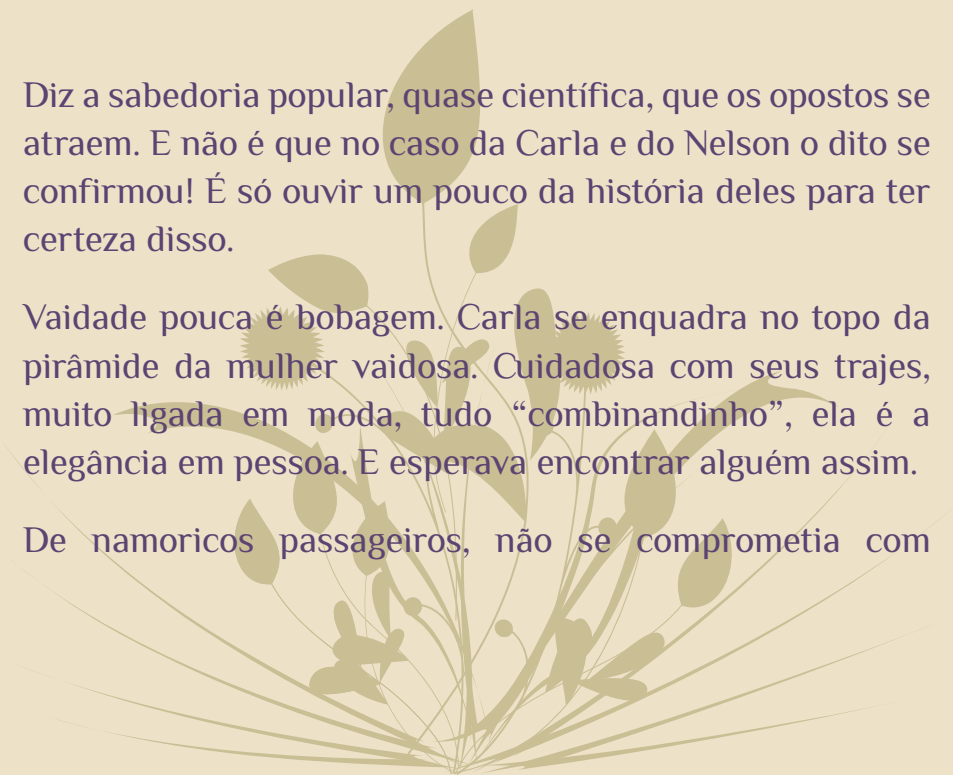 Diz a sabedoria popular, quase científica, que os opostos se
atraem. E não é que no caso da Carla e do Nelson o dito se
confirmou! É só ouvir um pouco da história deles para ter
certeza disso.
Vaidade pouca é bobagem. Carla se enquadra no topo da
pirâmide da mulher vaidosa. Cuidadosa com seus trajes,
muito ligada em moda, tudo “combinandinho”, ela é a
elegância em pessoa. E esperava encontrar alguém assim.
De namoricos passageiros, não se comprometia com